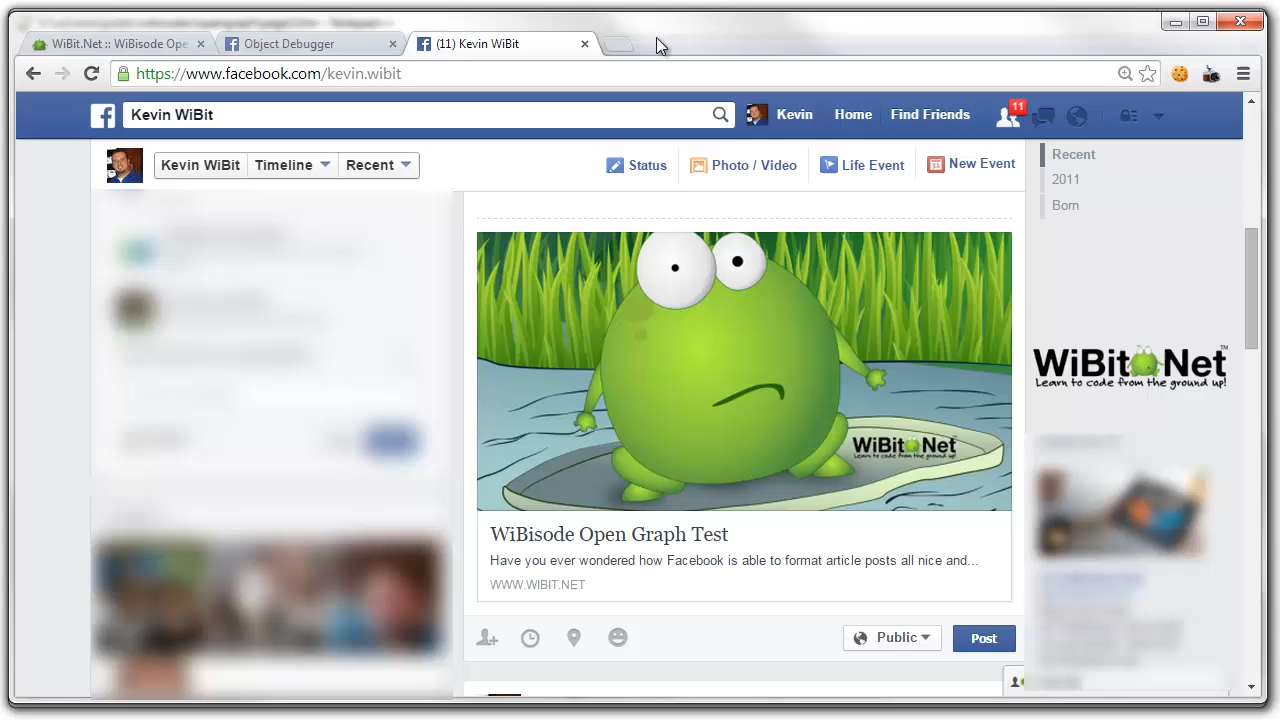 WiBit.Net :: WiBisode Ope
Object Debugger
(11) Kevin WiBit
https://www.facebook.com/kevin.wibit
Kevin WiBit
Kevin
Home
Find Friends
11
Kevin WiBit
Timeline
Recent
Status
Photo / Video
Life Event
New Event
Recent
2011
Born
WiBit Net™
Learn to code from the ground up!
WiBit Net
Learn to code from the ground up!
WiBisode Open Graph Test
Have you ever wondered how Facebook is able to format article posts all nice and...
WWW.WIBIT.NET
Public
Post